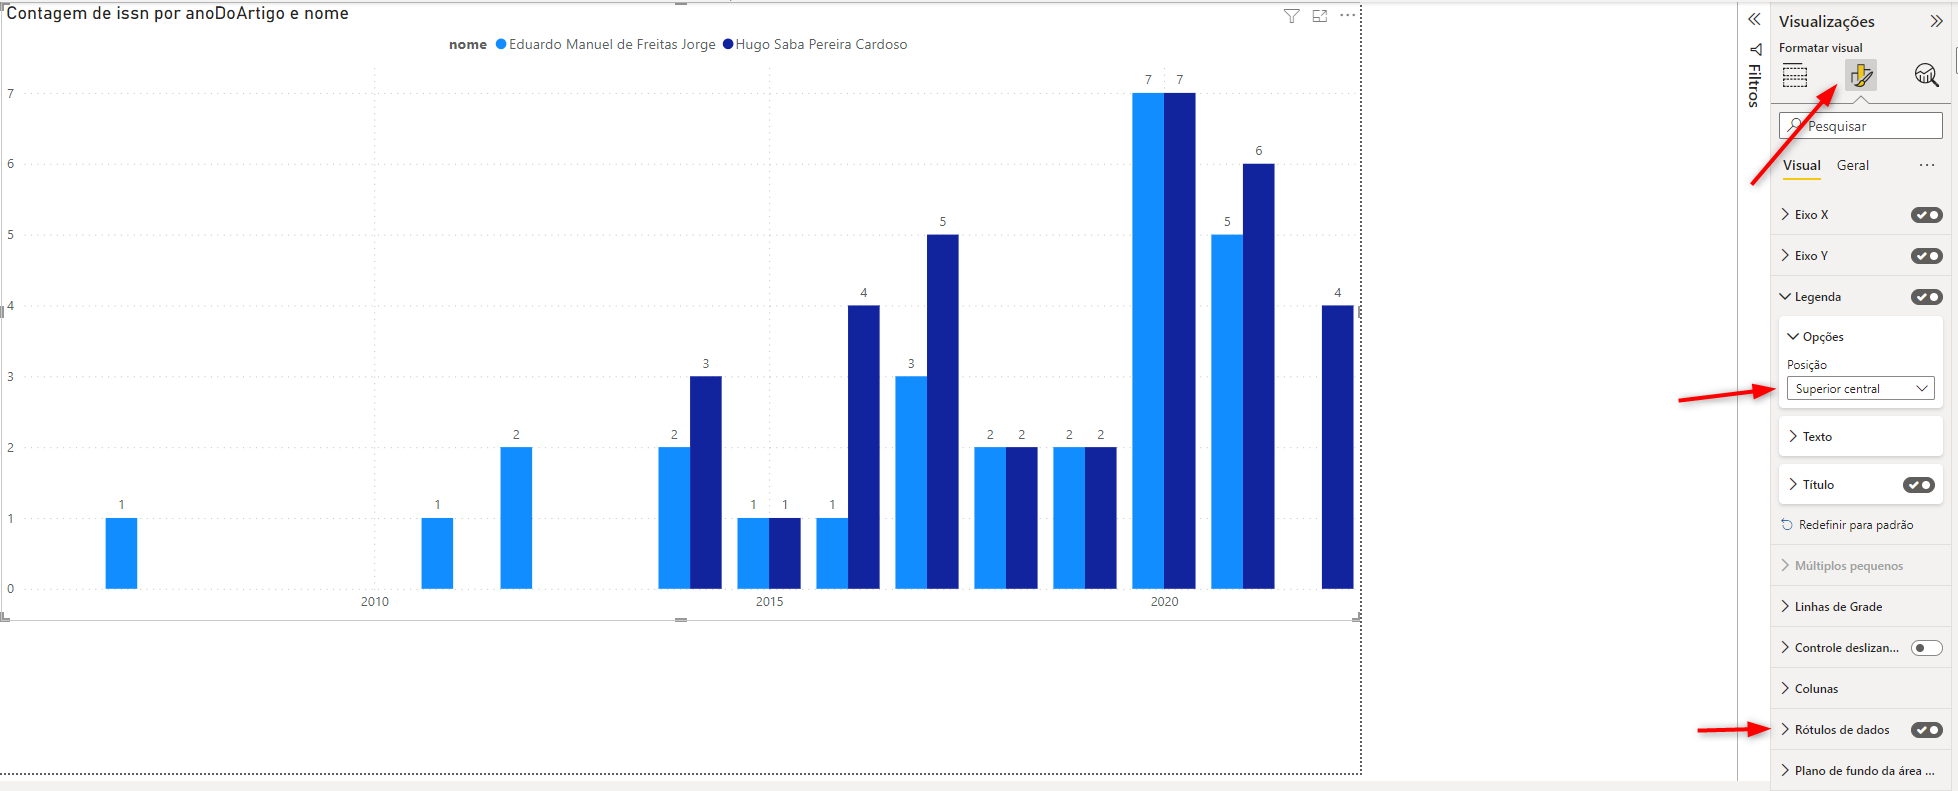 Contagem de issn por anoDoArtigo e nome
nome Eduardo Manuel de Freitas Jorge Hugo Saba Pereira Cardoso
7
6
5
4
3
2
1
0
1
1
2
2
3
1
1
1
4
3
5
2
2
2
2
7
7
5
6
4
2010
2015
2020
Filtros
Visualizações
Formatar visual
Pesquisar
Visual Geral
Eixo X
Eixo Y
Legenda
Opções
Posição
Superior central
Texto
Título
Redefinir para padrão
Múltiplos pequenos
Linhas de Grade
Controle deslizan...
Colunas
Rótulos de dados
Plano de fundo da área ...